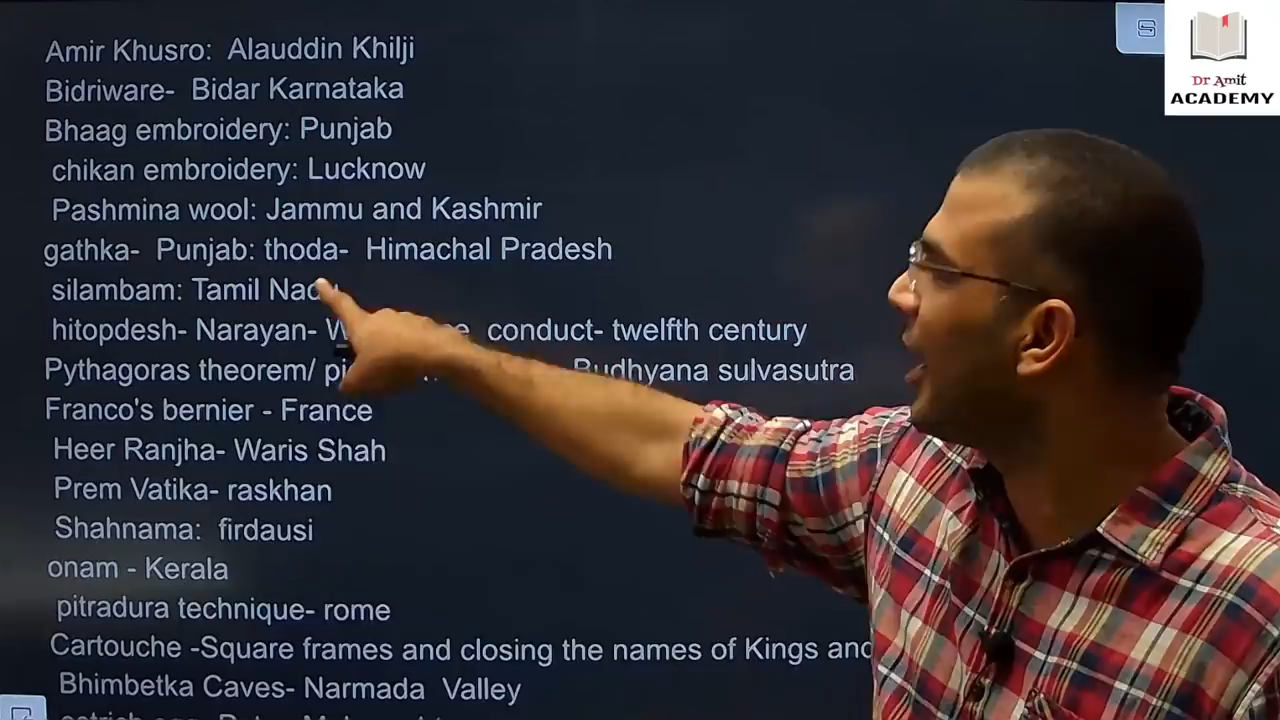 Amir Khusro: Alauddin Khilji
Bidriware- Bidar Karnataka
Bhaag embroidery: Punjab
chikan embroidery: Lucknow
Pashmina wool: Jammu and Kashmir
gathka- Punjab: thoda- Himachal Pradesh
silambam: Tamil
hitopdesh- Narayan- conduct- twelfth century
Pythagoras theorem/ Budhyana sulvasutra
Franco's bernier - France
Heer Ranjha- Waris Shah
Prem Vatika- raskhan
Shahnama: firdausi
onam - Kerala
pitradura technique- rome
Cartouche -Square frames and closing the names of Kings and
Bhimbetka Caves- Narmada Valley
Dr Amit
ACADEMY